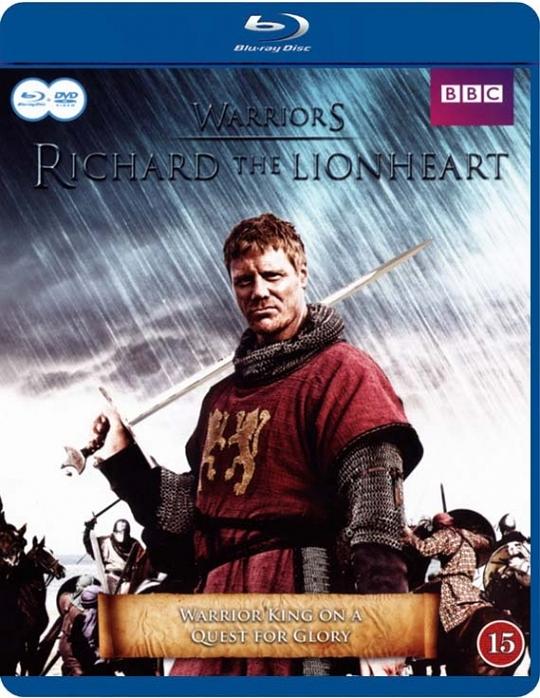 Blu-ray Disc
Blu-ray Disc DVD VIDEO
BBC
WARRIORS
RICHARD THE LIONHEART
WARRIOR KING ON A
QUEST FOR GLORY
15